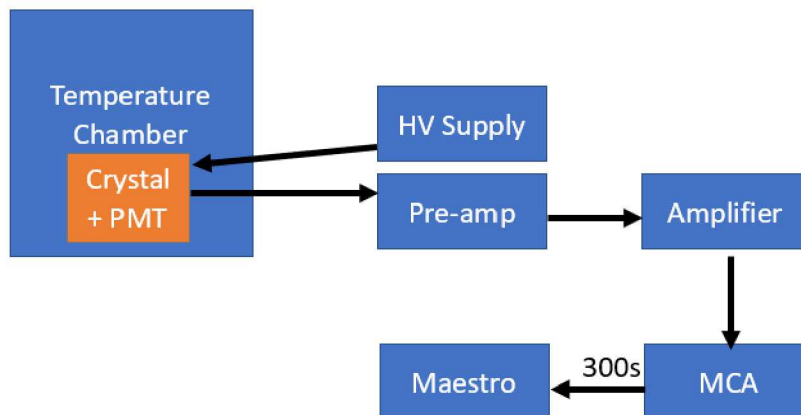 Temperature
Chamber
Crystal
+ PMT
HV Supply
Pre-amp
Amplifier
Maestro
300s
MCA